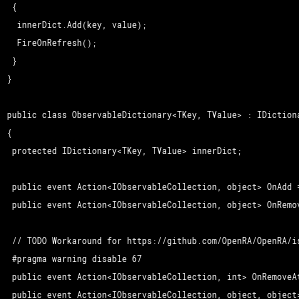 {
innerDict.Add(key, value);
FireOnRefresh();
}
}
public class ObservableDictionary<TKey, TValue> : IDictiona
{
protected IDictionary<TKey, TValue> innerDict;
public event Action<IObservableCollection, object> OnAdd
public event Action<IObservableCollection, object> OnRemov
// TODO Workaround for https://github.com/OpenRA/OpenRA/is
#pragma warning disable 67
public event Action<IObservableCollection, int> OnRemoveAt
public event Action<IObservableCollection, object, object>